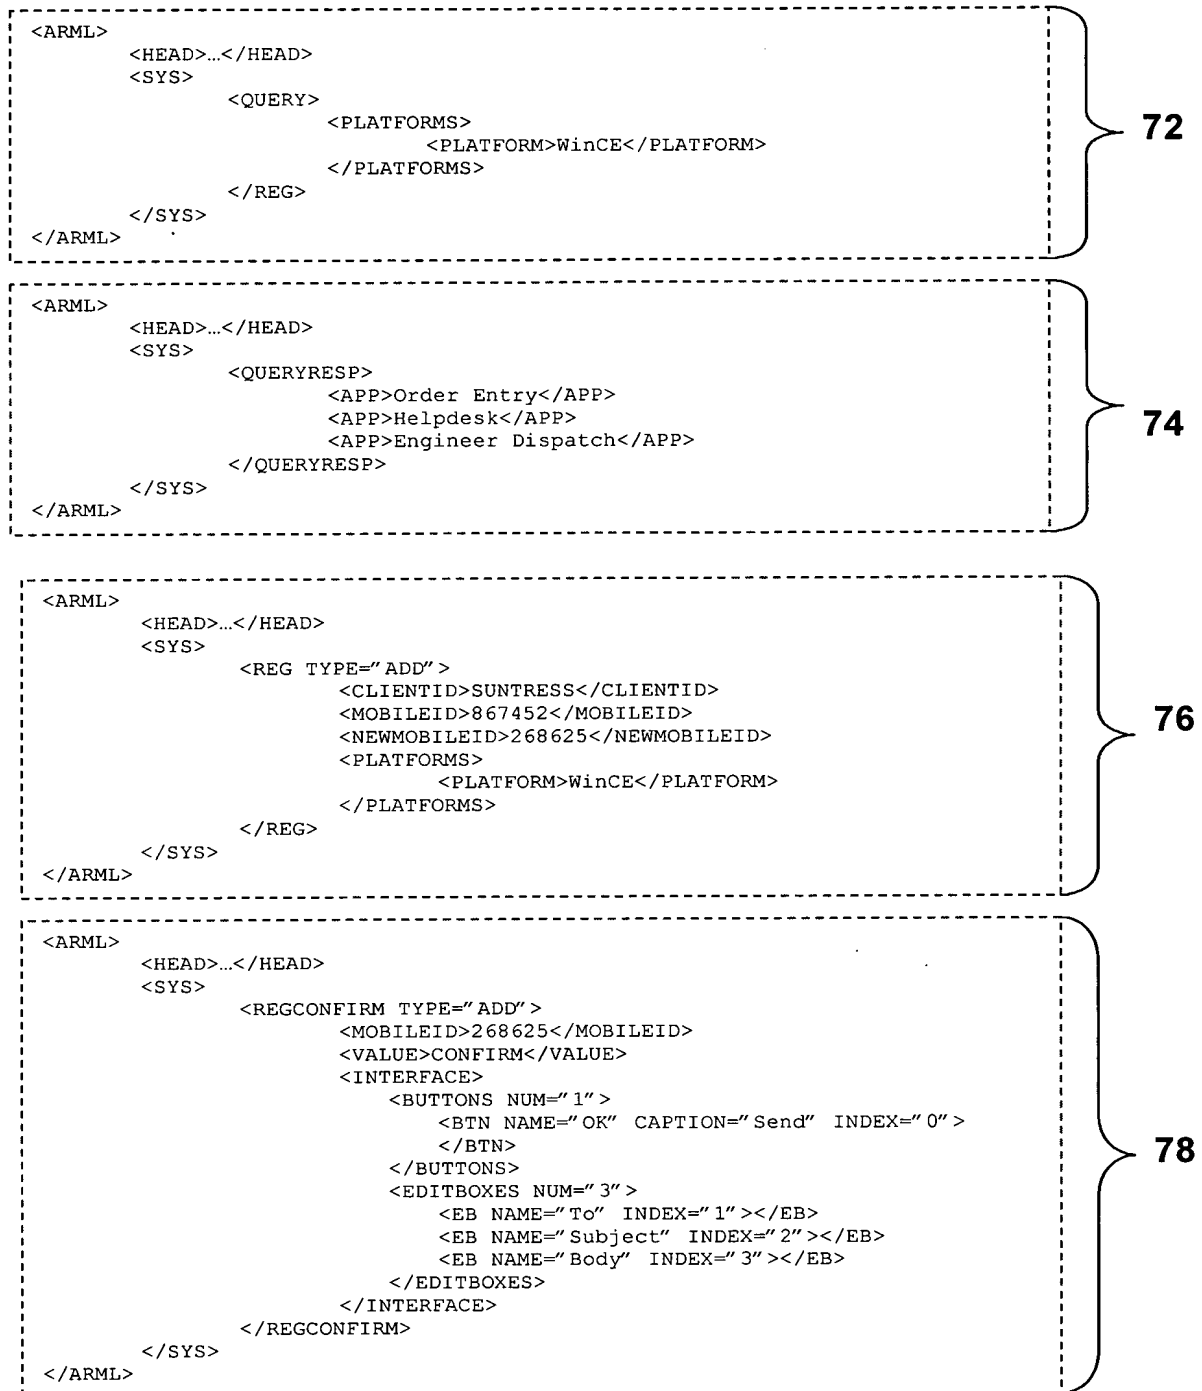 <ARML>
<HEAD>…</HEAD>
<SYS>
<QUERY>
<PLATFORMS>
<PLATFORM>WinCE</PLATFORM>
</PLATFORMS>
</REG>
</SYS>
</ARML>
72
<ARML>
<HEAD>…</HEAD>
<SYS>
<QUERYRESP>
<APP>Order Entry</APP>
<APP>Helpdesk</APP>
<APP>Engineer Dispatch</APP>
</QUERYRESP>
</SYS>
</ARML>
74
<ARML>
<HEAD>…</HEAD>
<SYS>
<REG TYPE=″ADD″>
<CLIENTID>SUNTRESS</CLIENTID>
<MOBILEID>867452</MOBILEID>
<NEWMOBILEID>268625</NEWMOBILEID>
<PLATFORMS>
<PLATFORM>WinCE</PLATFORM>
</PLATFORMS>
</REG>
</SYS>
</ARML>
76
<ARML>
<HEAD>…</HEAD>
<SYS>
<REGCONFIRM TYPE=″ADD″>
<MOBILEID>268625</MOBILEID>
<VALUE>CONFIRM</VALUE>
<INTERFACE>
<BUTTONS NUM=″1″>
<BTN NAME=″OK″ CAPTION=″Send″ INDEX=″0″>
</BTN>
</BUTTONS>
<EDITBOXES NUM=″3″>
<EB NAME=″To″ INDEX=″1″></EB>
<EB NAME=″Subject″ INDEX=″2″></EB>
<EB NAME=″Body″ INDEX=″3″></EB>
</EDITBOXES>
</INTERFACE>
</REGCONFIRM>
</SYS>
</ARML>
78